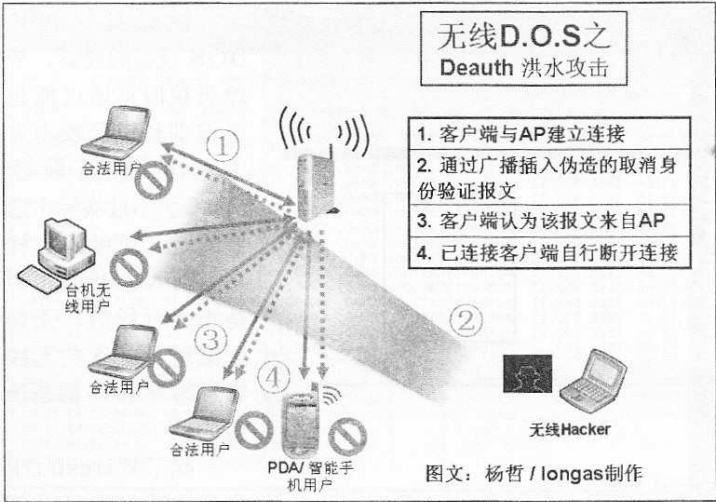 无线D.O.S之
Deauth 洪水攻击
1. 客户端与AP建立连接
2. 通过广播插入伪造的取消身
份验证报文
3. 客户端认为该报文来自AP
4. 已连接客户端自行断开连接
①
合法用户
台机无
线用户
②
③
合法用户
④
合法用户
PDA/ 智能手
机用户
无线Hacker
图文：杨哲 / longas制作